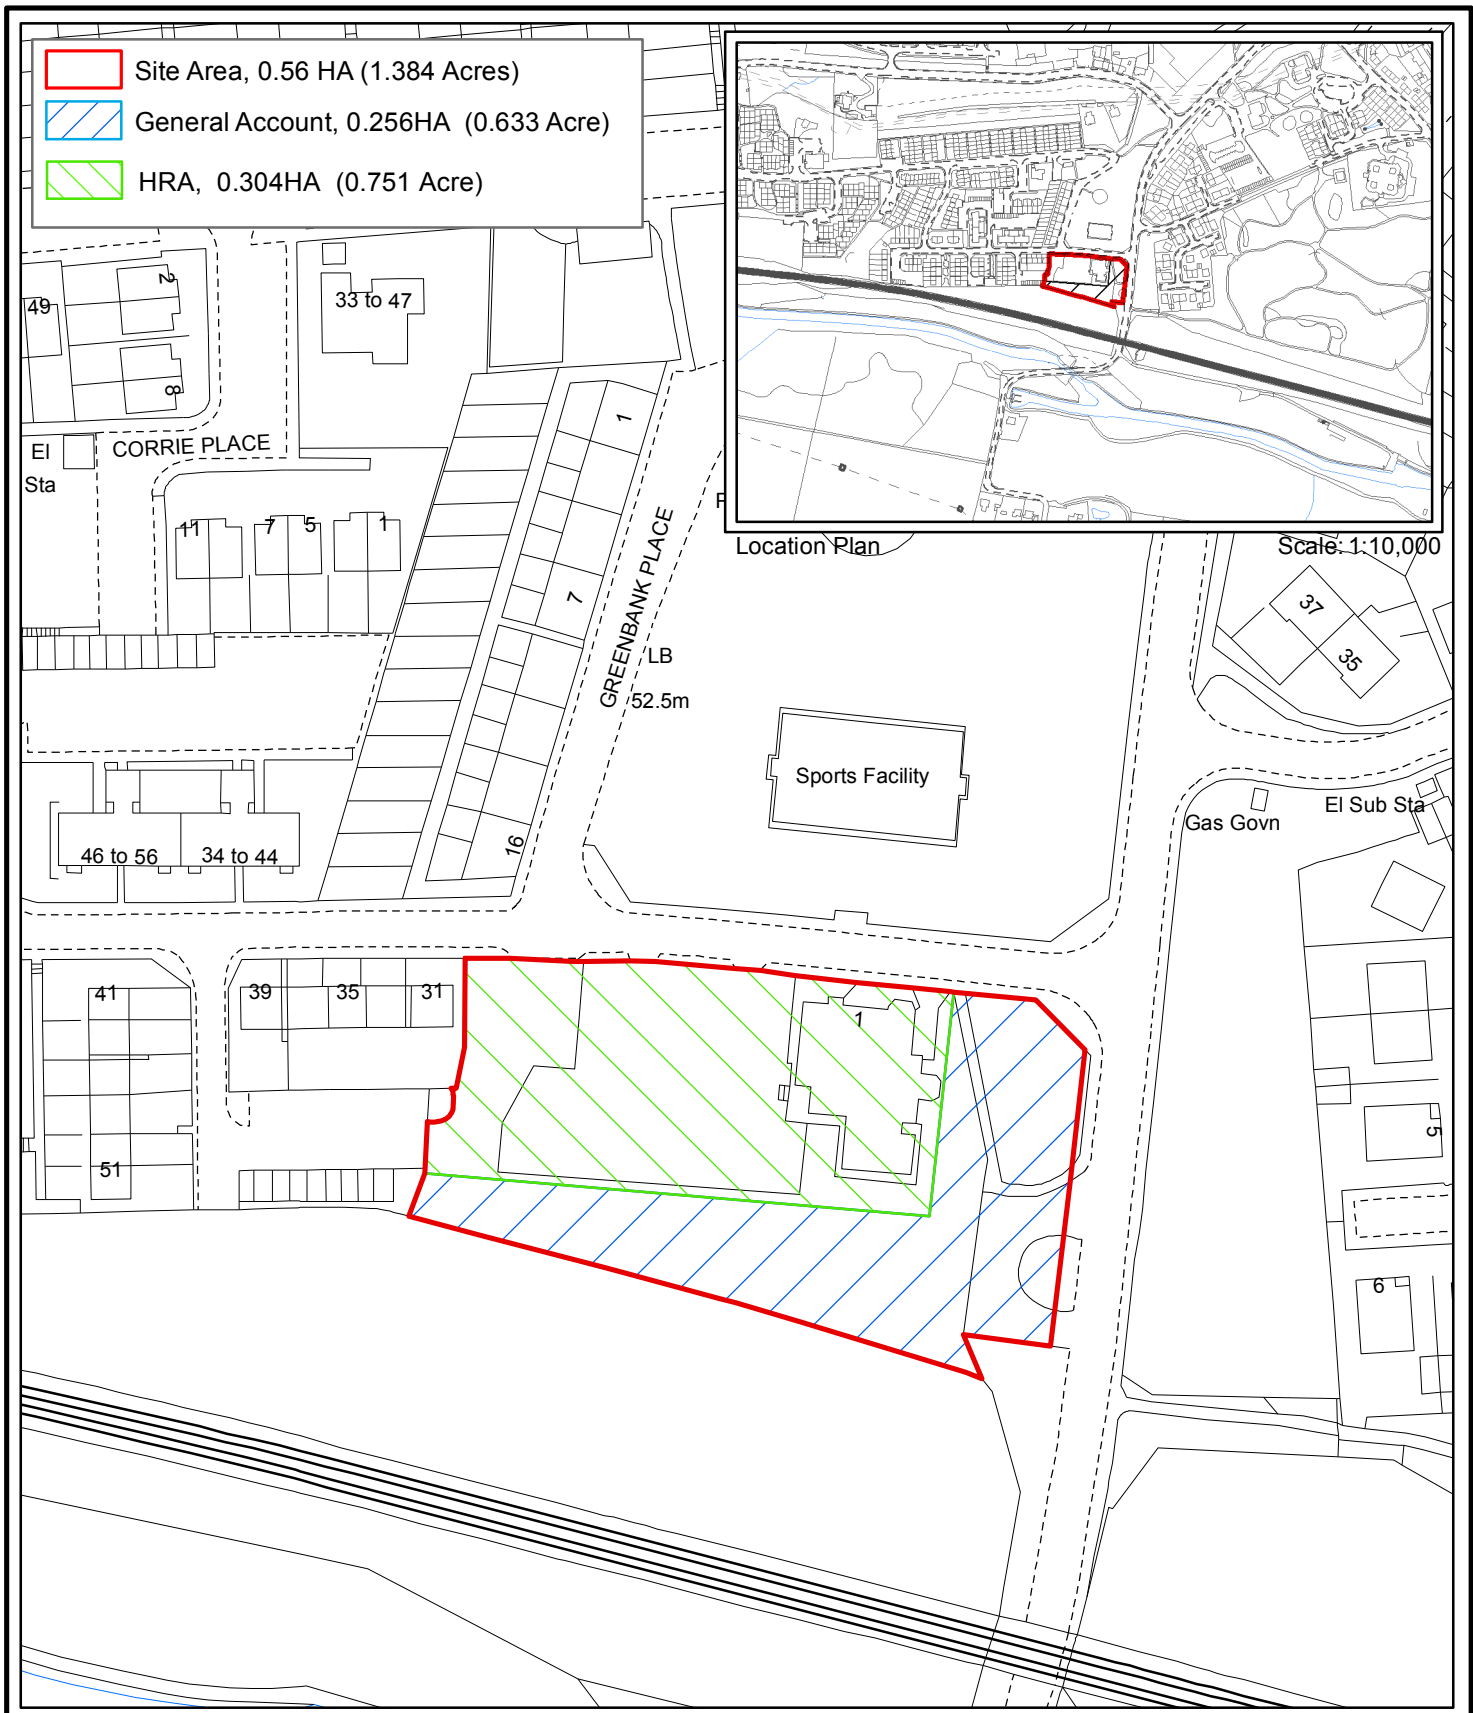 Site Area, 0.56 HA (1.384 Acres)
General Account, 0.256HA (0.633 Acre)
HRA, 0.304HA (0.751 Acre)
Location Plan
Scale: 1:10,000
2
49
33 to 47
8
El
Sta
CORRIE PLACE
1
11
7
5
1
GREENBANK PLACE
7
37
35
LB
52.5m
Sports Facility
El Sub Sta
Gas Govn
46 to 56
34 to 44
16
41
39
35
31
1
5
51
6